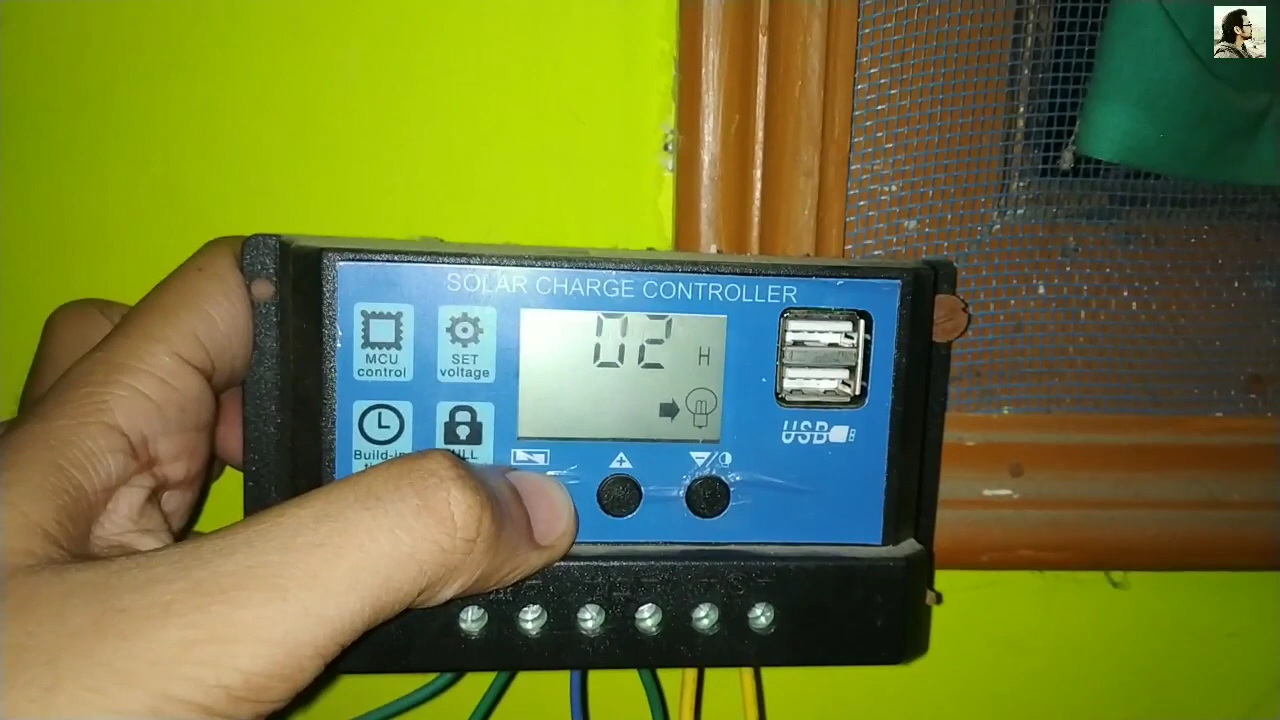 SOLAR CHARGE CONTROLLER
MCU
control
SET
voltage
02 H
USB